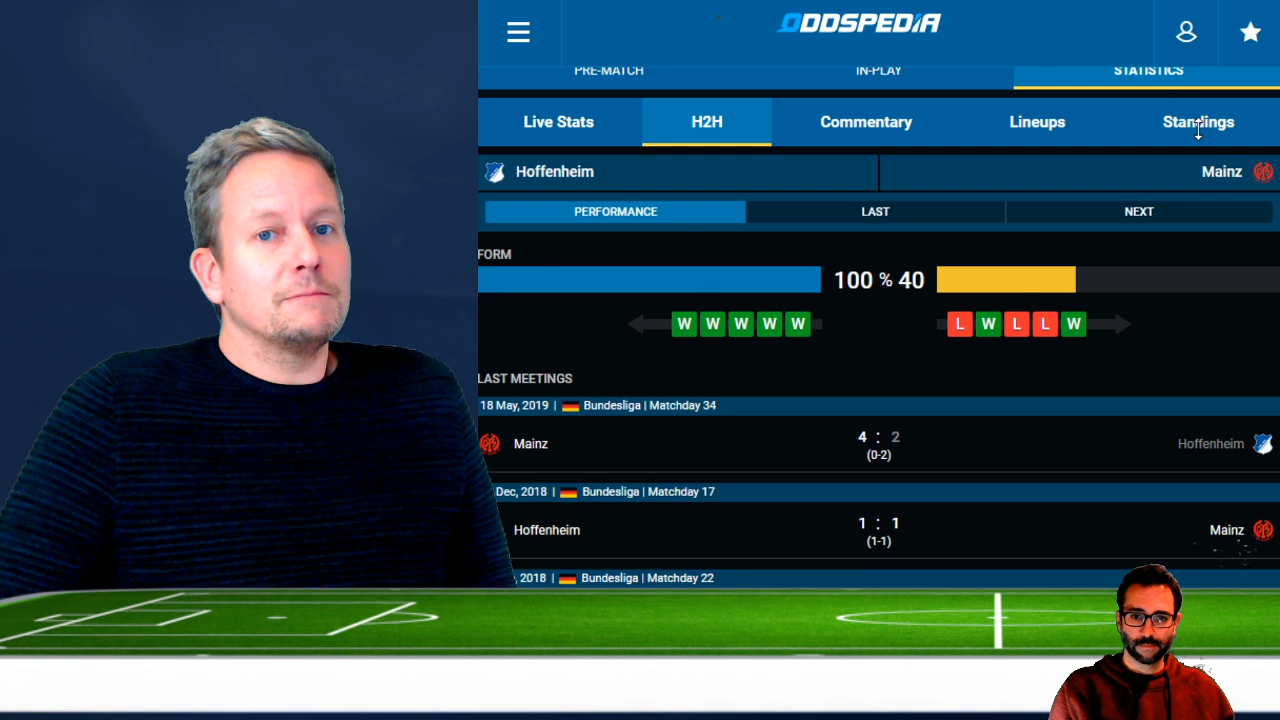 ODDSPEDIA
PRE-MATCH IN-PLAY STATISTICS
Live Stats H2H Commentary Lineups Standings
Hoffenheim Mainz
PERFORMANCE LAST NEXT
FORM
100 % 40
W W W W W L W L L W
LAST MEETINGS
18 May, 2019 | Bundesliga | Matchday 34
Mainz 4 : 2 Hoffenheim
(0-2)
Dec, 2018 | Bundesliga | Matchday 17
Hoffenheim 1 : 1 Mainz
(1-1)
, 2018 | Bundesliga | Matchday 22